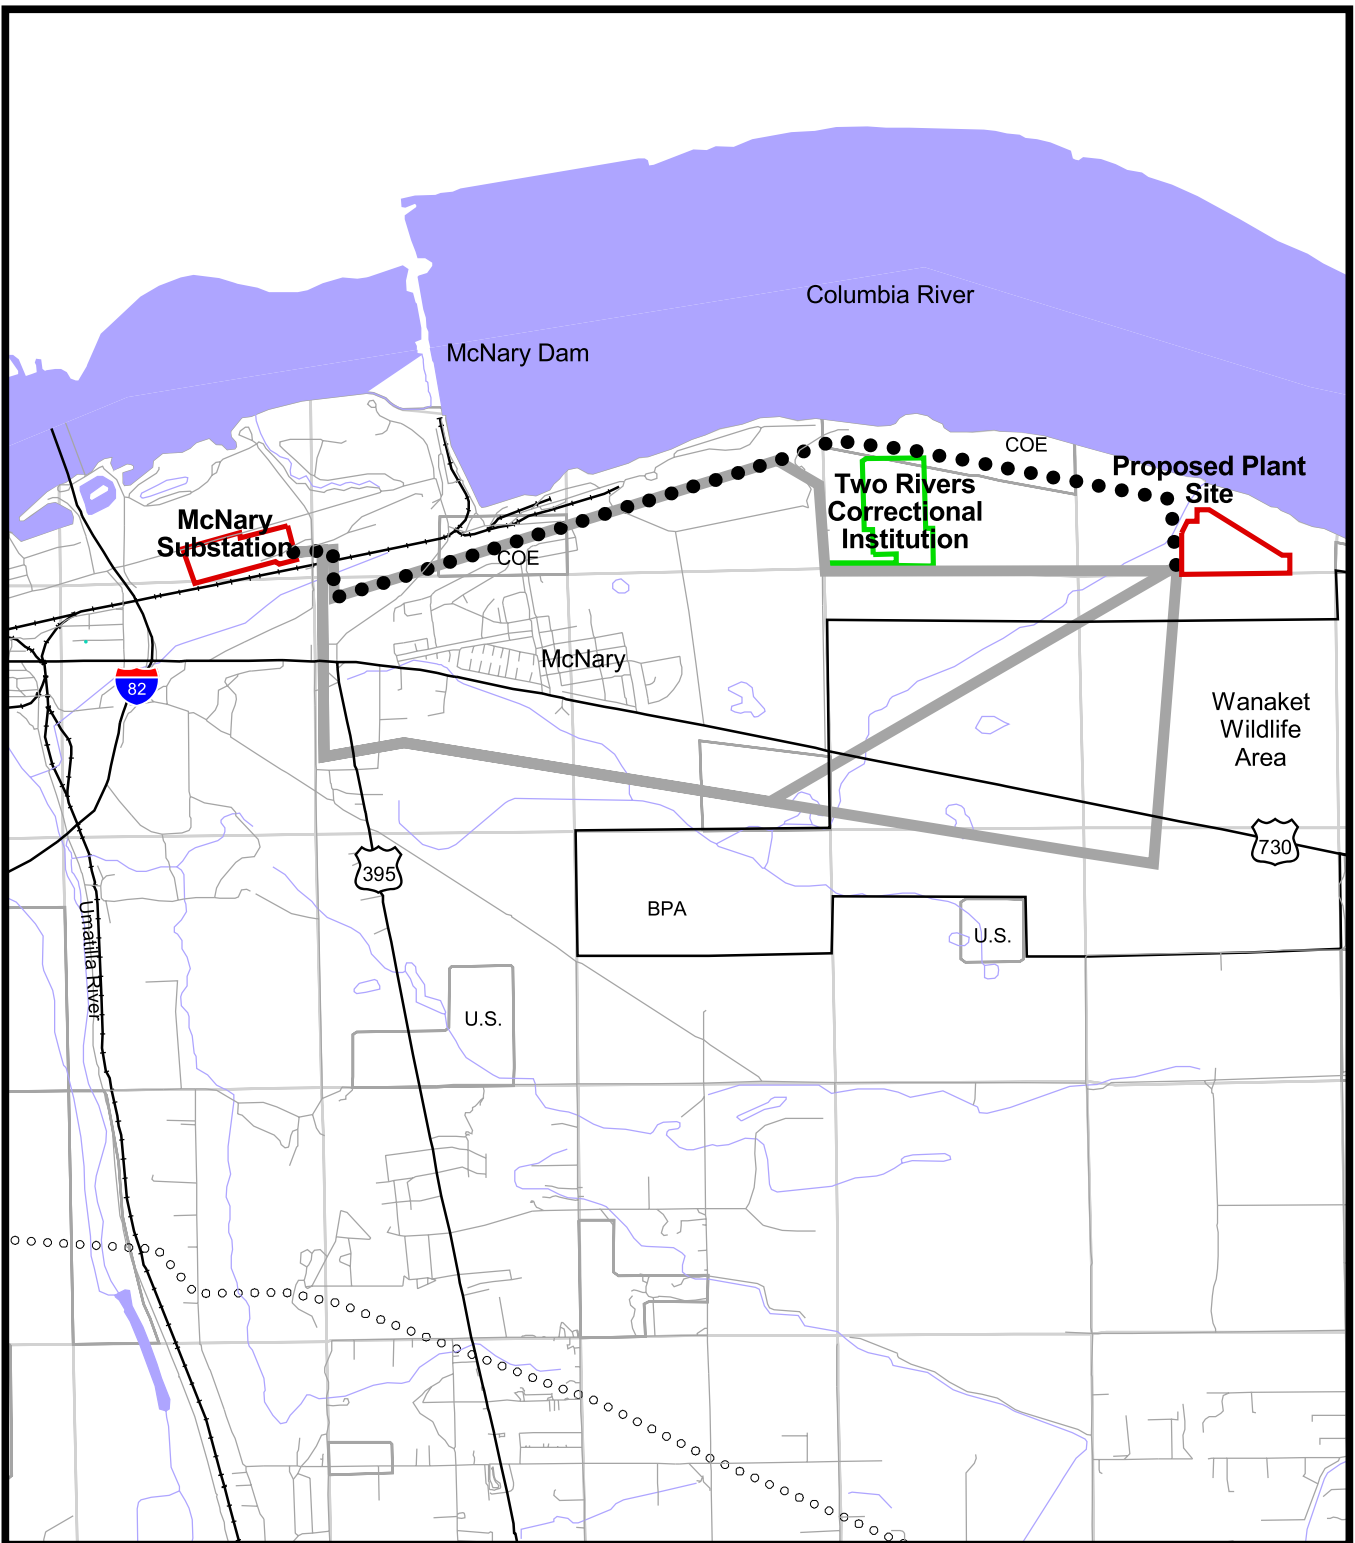 Columbia River
McNary Dam
COE
Proposed Plant
Site
Two Rivers
Correctional
Institution
McNary
Substation
COE
McNary
82
Wanaket
Wildlife
Area
730
395
BPA
U.S.
Umatilla River
U.S.